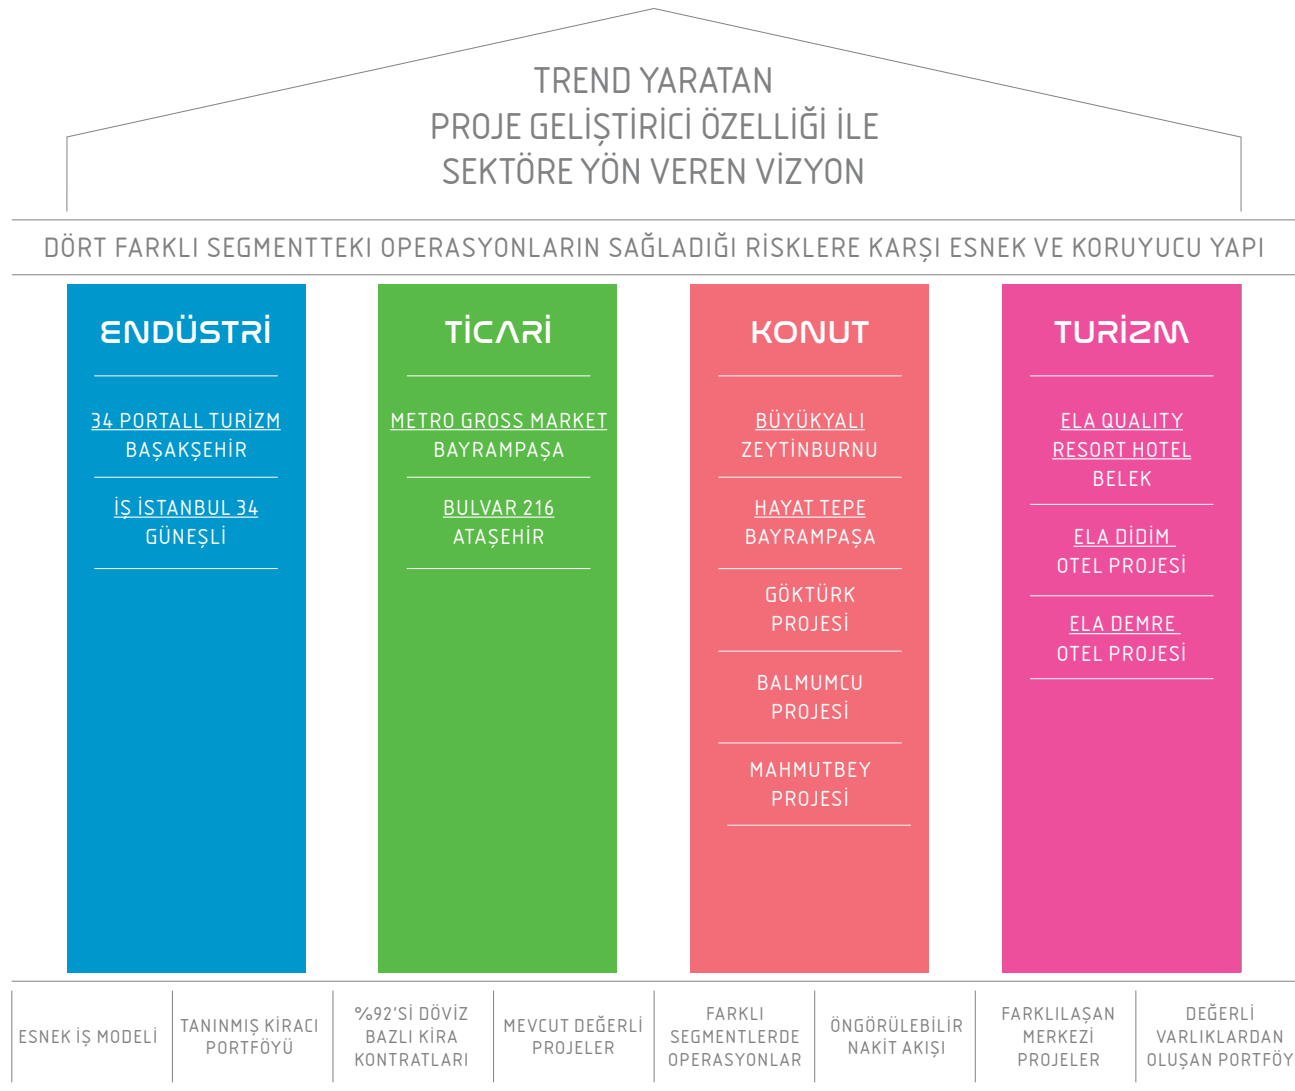 TREND YARATAN
PROJE GELİŞTİRİCİ ÖZELLİĞİ İLE
SEKTÖRE YÖN VEREN VİZYON
DÖRT FARKLI SEGMENTTEKI OPERASYONLARIN SAĞLADIĞI RİSKLERE KARŞI ESNEK VE KORUYUCU YAPI
ENDÜSTRİ
34 PORTALL TURİZM
BAŞAKŞEHİR
İŞ İSTANBUL 34
GÜNEŞLİ
TİCARİ
METRO GROSS MARKET
BAYRAMPAŞA
BULVAR 216
ATAŞEHİR
KONUT
BÜYÜKYALI
ZEYTİNBURNU
HAYAT TEPE
BAYRAMPAŞA
GÖKTÜRK
PROJESİ
BALMUMCU
PROJESİ
MAHMUTBEY
PROJESİ
TURİZM
ELA QUALITY
RESORT HOTEL
BELEK
ELA DİDİM
OTEL PROJESİ
ELA DEMRE
OTEL PROJESİ
ESNEK İŞ MODELİ
TANINMIŞ KİRACI
PORTFÖYÜ
%92'Sİ DÖVİZ
BAZLI KİRA
KONTRATLARI
MEVCUT DEĞERLİ
PROJELER
FARKLI
SEGMENTLERDE
OPERASYONLAR
ÖNGÖRÜLEBİLİR
NAKİT AKIŞI
FARKLILAŞAN
MERKEZİ
PROJELER
DEĞERLİ
VARLIKLARDAN
OLUŞAN PORTFÖY